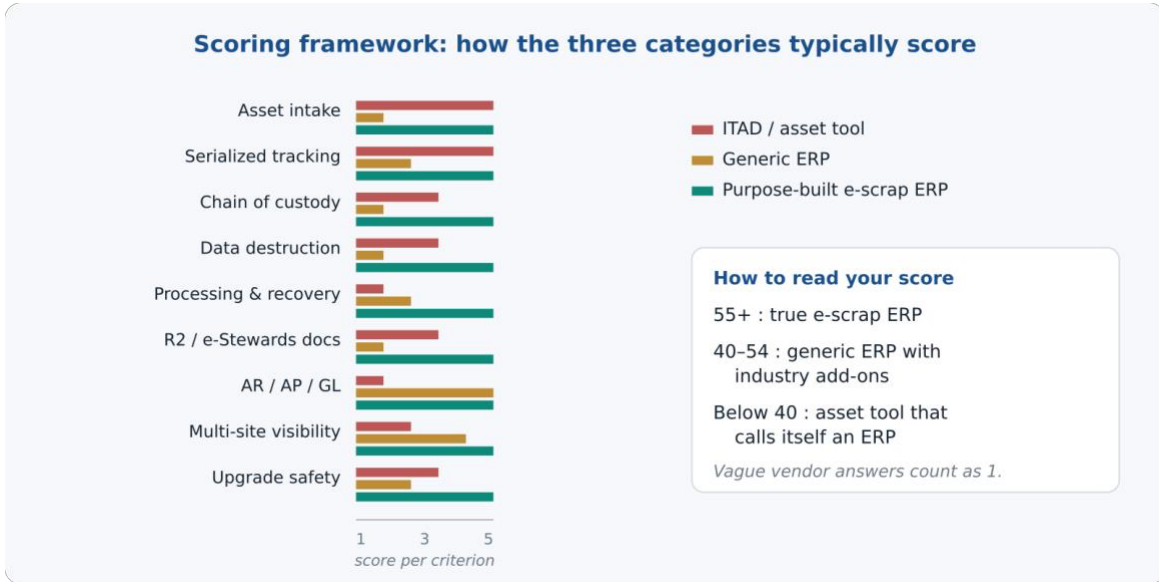 Scoring framework: how the three categories typically score
Asset intake
Serialized tracking
Chain of custody
Data destruction
Processing & recovery
R2 / e-Stewards docs
AR / AP / GL
Multi-site visibility
Upgrade safety
1 3 5
score per criterion
ITAD / asset tool
Generic ERP
Purpose-built e-scrap ERP
How to read your score
55+ : true e-scrap ERP
40–54 : generic ERP with
industry add-ons
Below 40 : asset tool that
calls itself an ERP
Vague vendor answers count as 1.